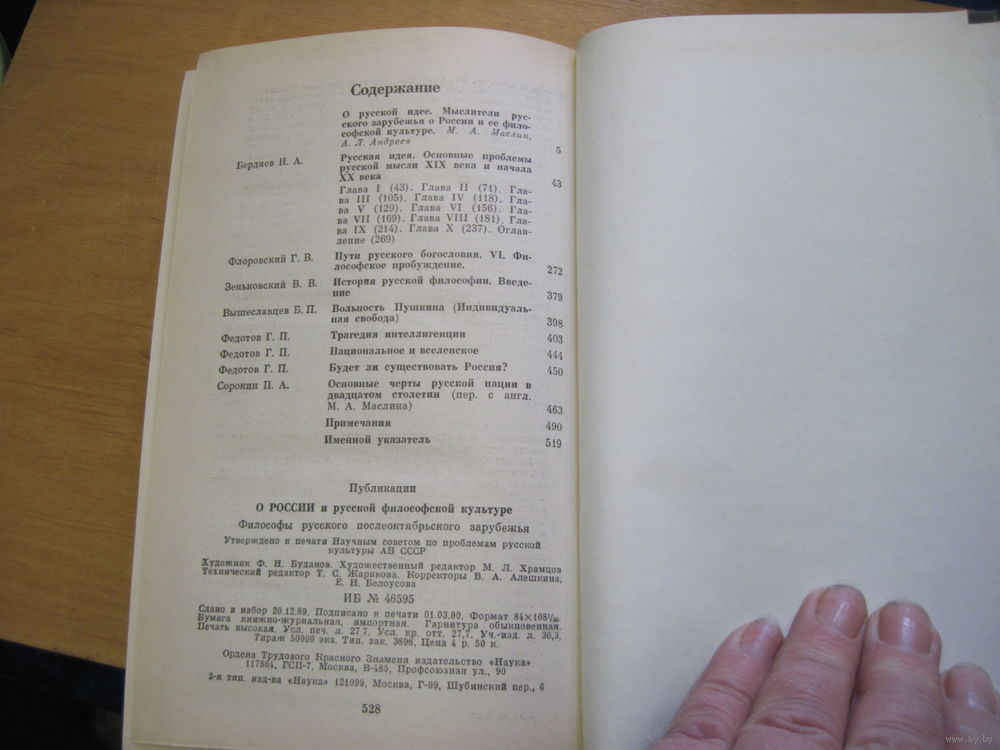 Содержание
О русской идее. Мыслители рус-
ского зарубежья о России и ее фило-
софской культуре. М. А. Маслин,
А. Л. Андреев 5
Бердяев Н. А. Русская идея. Основные проблемы
русской мысли XIX века и начала
XX века 43
Глава I (43). Глава II (71). Гла-
ва III (105). Глава IV (118). Гла-
ва V (129). Глава VI (156). Гла-
ва VII (169). Глава VIII (181). Гла-
ва IX (214). Глава X (237). Оглав-
ление (269)
Флоровский Г. В. Пути русского богословия. VI. Фи-
лософское пробуждение. 272
Зеньковский В. В. История русской философии. Введе-
ние 379
Вышеславцев Б. П. Вольность Пушкина (Индивидуаль-
ная свобода) 398
Федотов Г. П. Трагедия интеллигенции 403
Федотов Г. П. Национальное и вселенское 444
Федотов Г. П. Будет ли существовать Россия? 450
Сорокин П. А. Основные черты русской нации в
двадцатом столетии (пер. с англ.
М. А. Маслина) 463
Примечания 490
Именной указатель 519
Публикации
О РОССИИ и русской философской культуре
Философы русского послеоктябрьского зарубежья
Утверждено к печати Научным советом по проблемам русской
культуры АН СССР
Художник Ф. Н. Буданов. Художественный редактор М. Л. Храмцов
Технический редактор Т. С. Жарикова. Корректоры В. А. Алешкина,
Е. Н. Белоусова
ИБ № 46595
Сдано в набор 20.12.89. Подписано к печати 01.03.90. Формат 84×108¹/₃₂.
Бумага книжно-журнальная, импортная. Гарнитура обыкновенная.
Печать высокая. Усл. печ. л. 27,7. Усл. кр. отт. 27,7. Уч.-изд. л. 30,3.
Тираж 50000 экз. Тип. зак. 3896. Цена 4 р. 50 к.
Ордена Трудового Красного Знамени издательство «Наука»
117864, ГСП-7, Москва, В-485, Профсоюзная ул., 90
2-я тип. изд-ва «Наука» 121099, Москва, Г-99, Шубинский пер., 6
528
www.ay.by